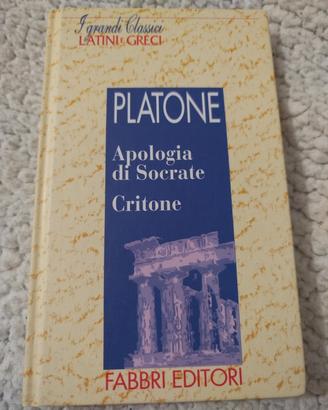 I grandi Classici
LATINI e GRECI
PLATONE
Apologia
di Socrate
Critone
FABBRI EDITORI